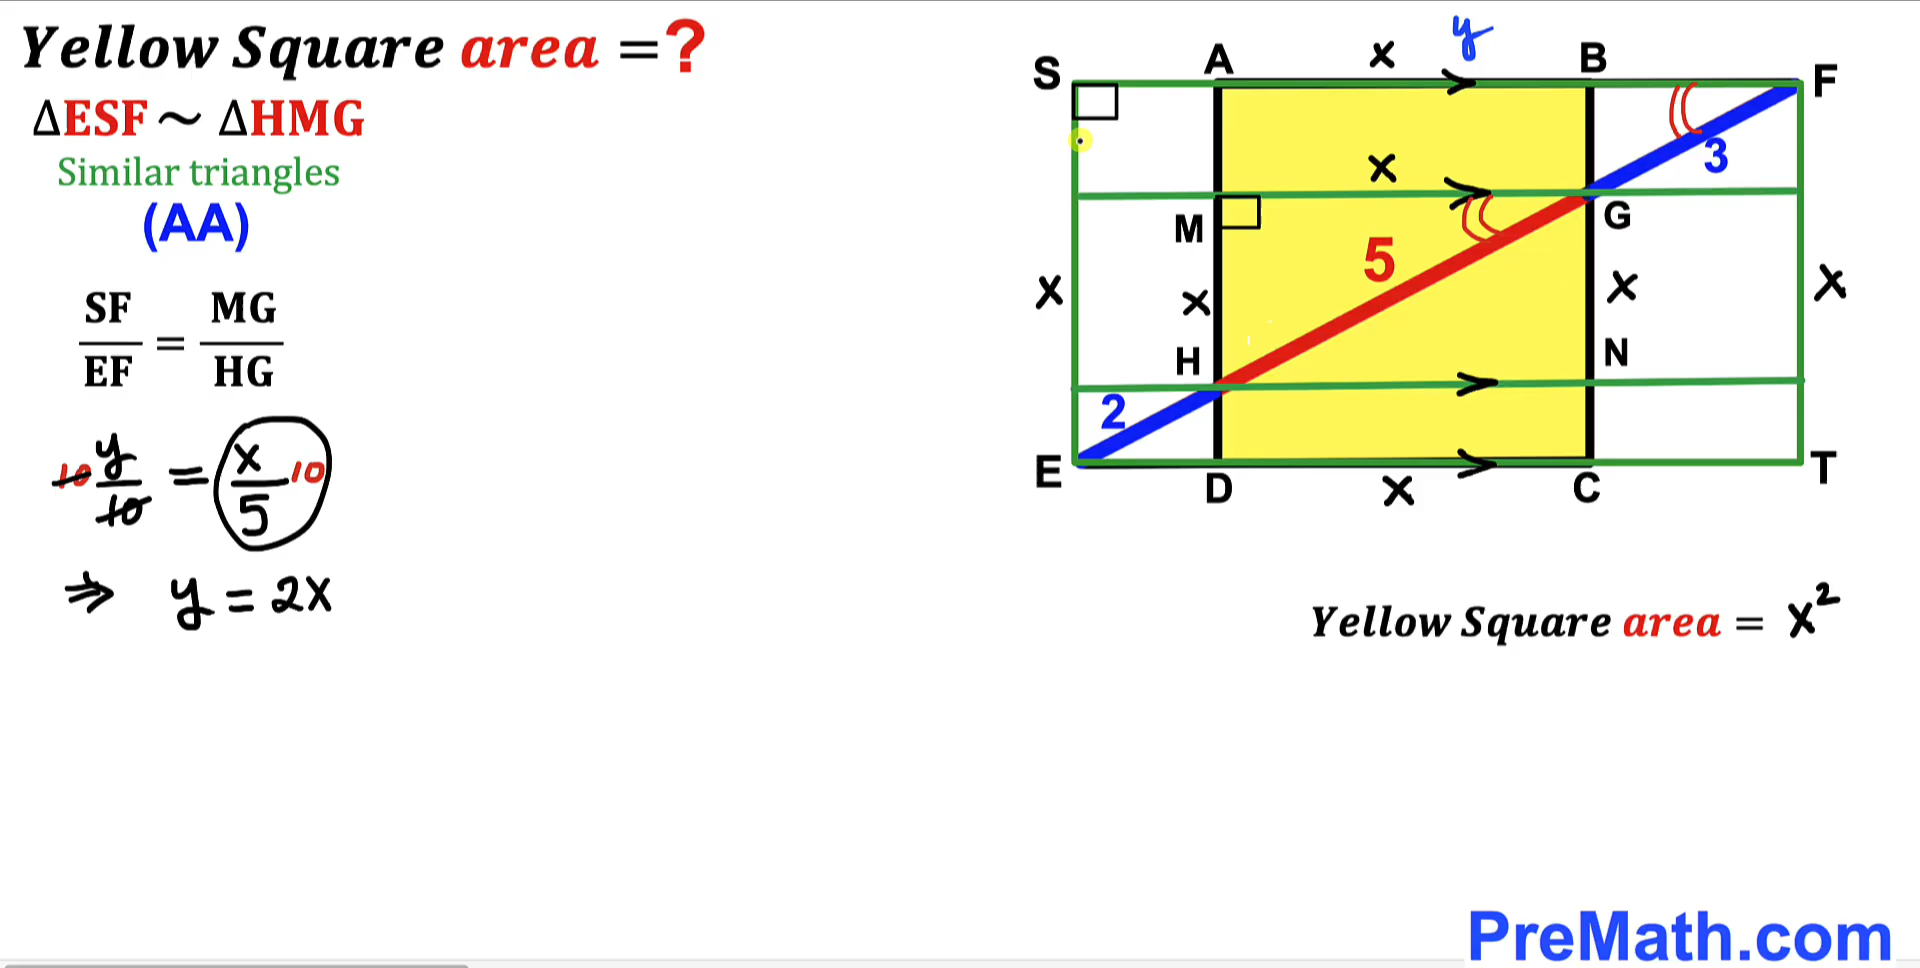 Yellow Square area =?
ΔESF ~ ΔHMG
Similar triangles
(AA)
SF/EF = MG/HG
10 y/10 = x/5 10
⇒ y = 2x
y
S A x B F
3
x
M G
5
x x x x
H N
2
E D x C T
Yellow Square area = x²
PreMath.com